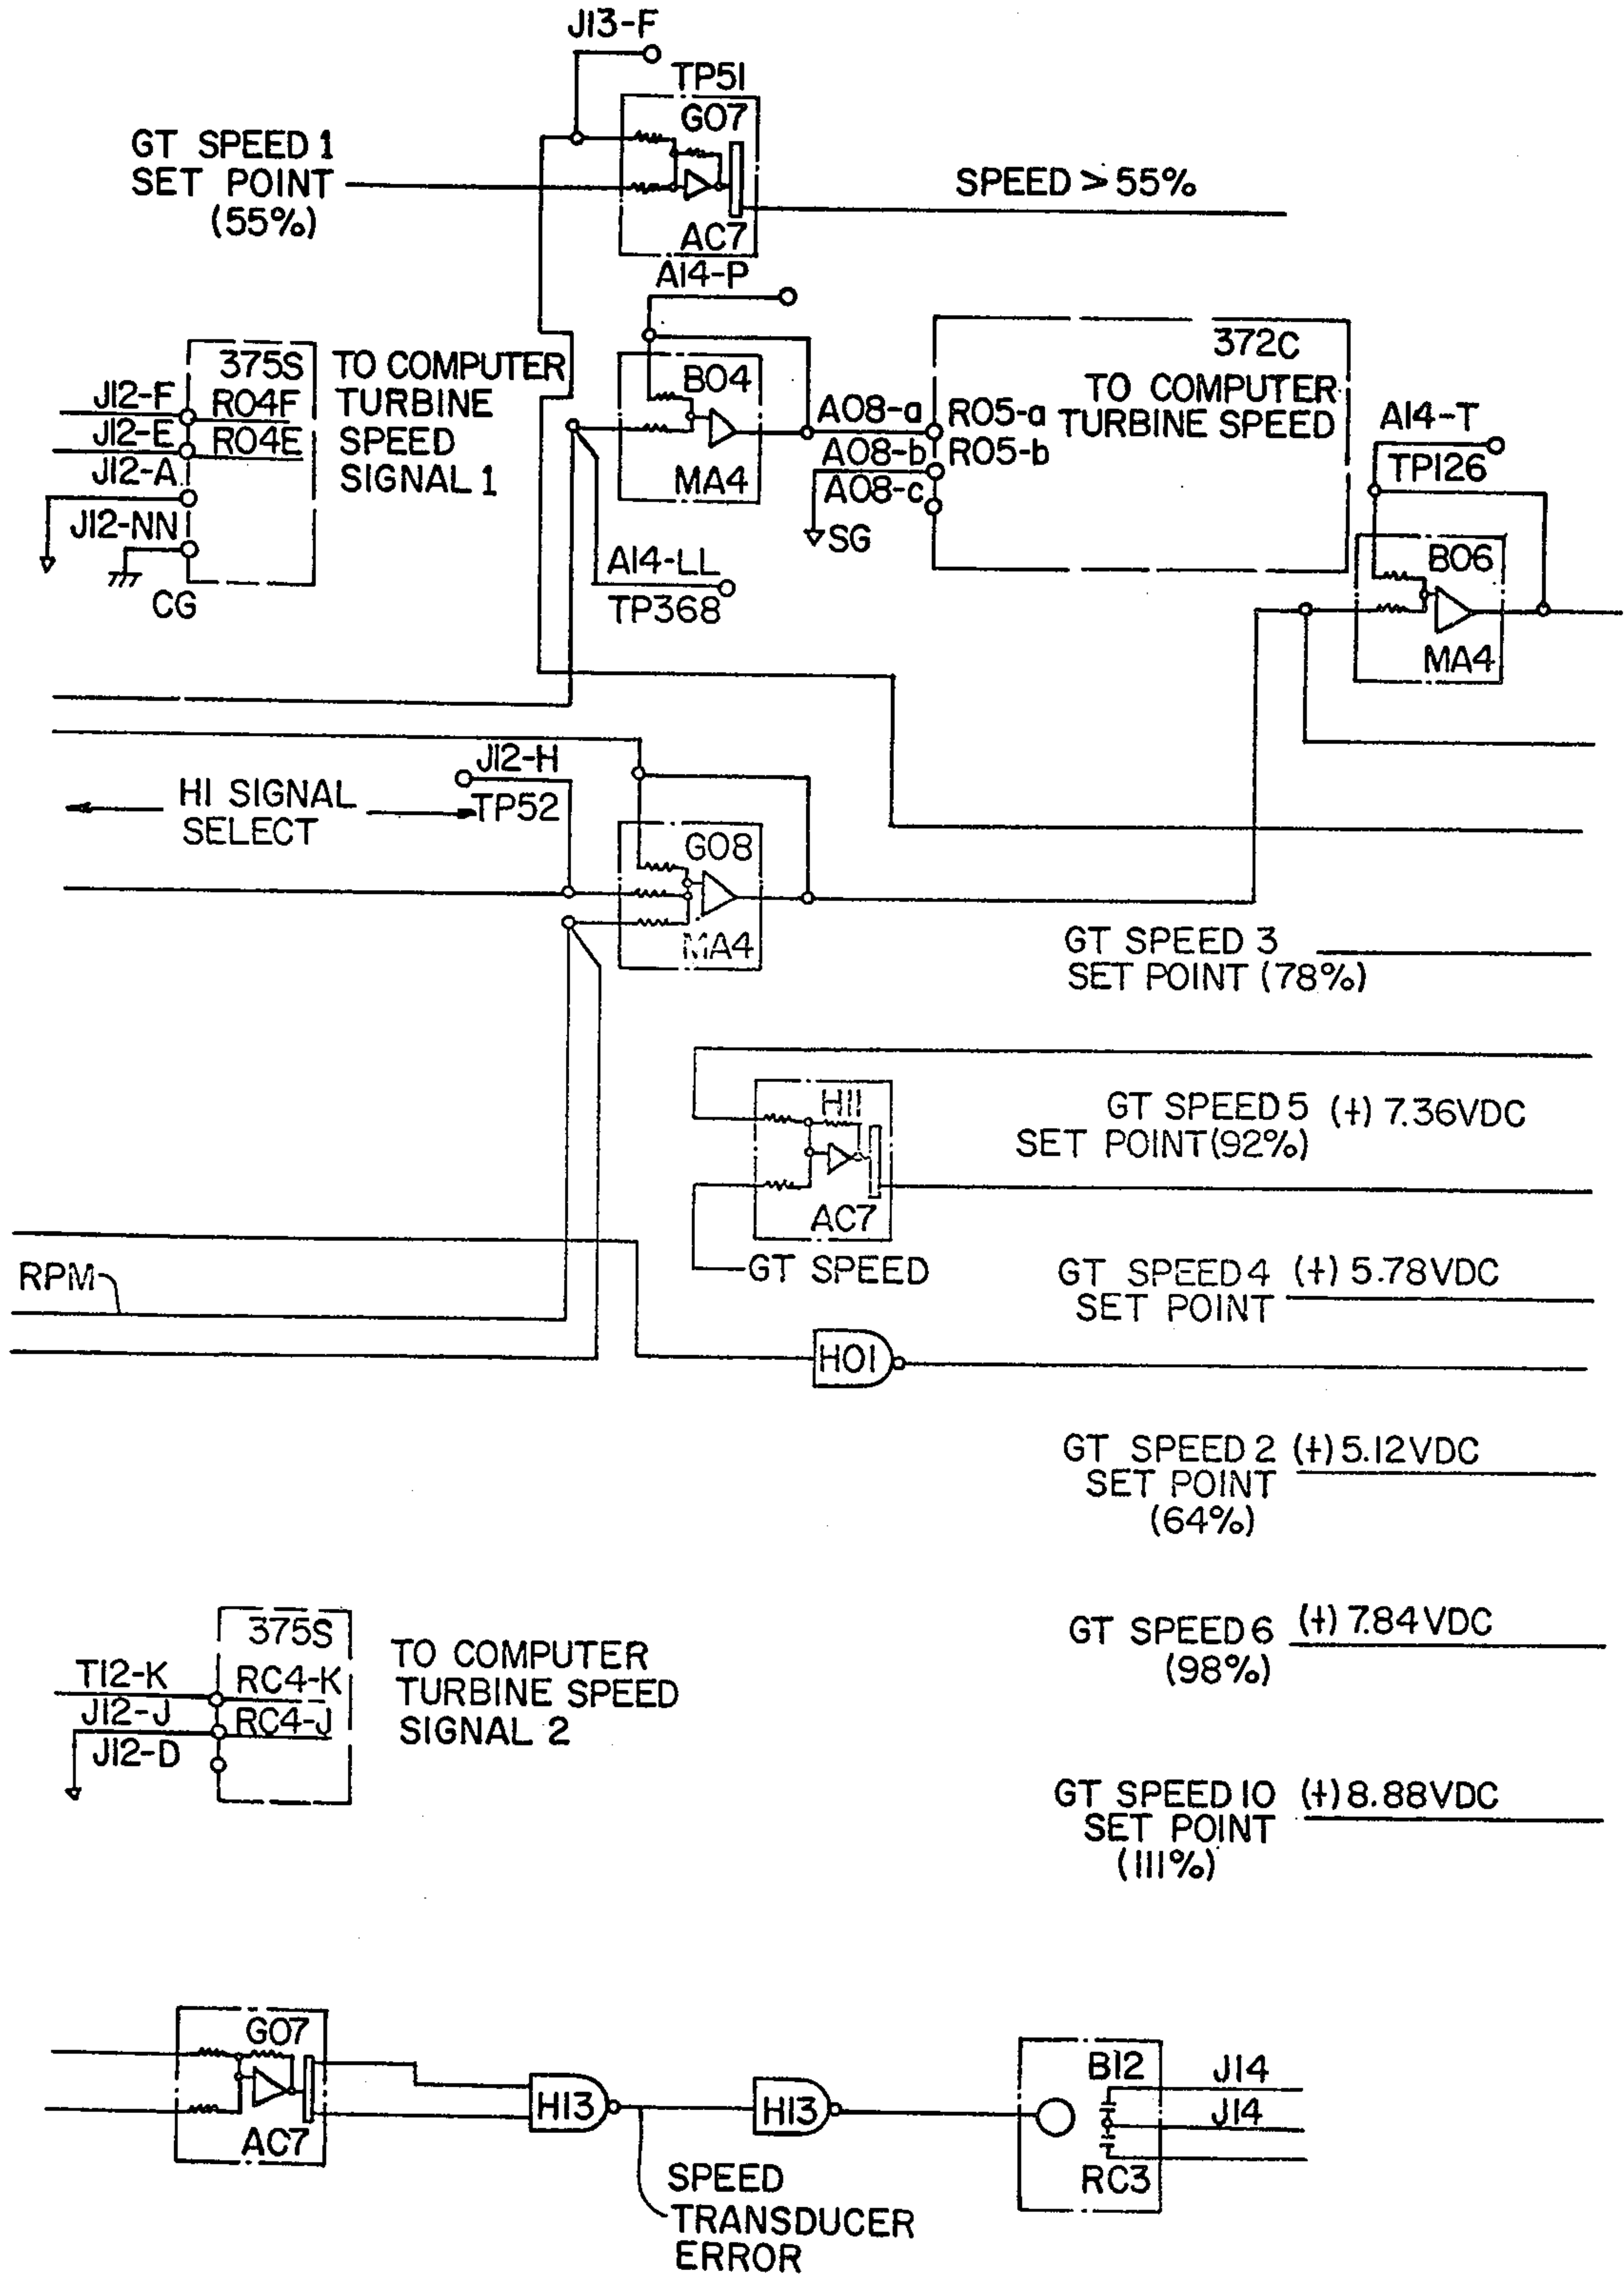 J13-F
TP51
G07
GT SPEED 1
SET POINT
(55%)
SPEED > 55%
AC7
A14-P
375S
TO COMPUTER
TURBINE
SPEED
SIGNAL 1
J12-F
R04F
J12-E
R04E
J12-A
J12-NN
CG
B04
MA4
A08-a
A08-b
A08-c
SG
372C
TO COMPUTER
TURBINE SPEED
R05-a
R05-b
A14-T
TP126
B06
MA4
A14-LL
TP368
J12-H
TP52
HI SIGNAL
SELECT
G08
MA4
GT SPEED 3
SET POINT (78%)
H11
AC7
GT SPEED 5 (+) 7.36VDC
SET POINT (92%)
GT SPEED
RPM
GT SPEED 4 (+) 5.78VDC
SET POINT
H01
GT SPEED 2 (+) 5.12VDC
SET POINT
(64%)
375S
TO COMPUTER
TURBINE SPEED
SIGNAL 2
T12-K
RC4-K
J12-J
RC4-J
J12-D
GT SPEED 6 (+) 7.84VDC
(98%)
GT SPEED 10 (+) 8.88VDC
SET POINT
(111%)
G07
AC7
H13
H13
B12
J14
J14
RC3
SPEED
TRANSDUCER
ERROR